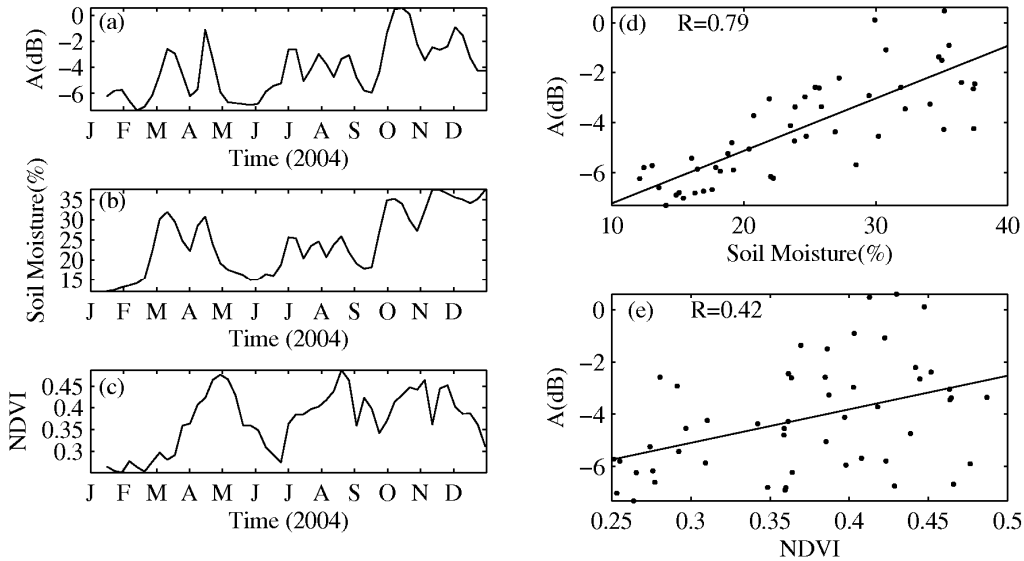 (a)
A(dB)
0
−2
−4
−6
J F M A M J J A S O N D
Time (2004)
(b)
Soil Moisture(%)
35
30
25
20
15
J F M A M J J A S O N D
Time (2004)
(c)
NDVI
0.45
0.4
0.35
0.3
J F M A M J J A S O N D
Time (2004)
(d) R=0.79
A(dB)
0
−2
−4
−6
10 20 30 40
Soil Moisture(%)
(e) R=0.42
A(dB)
0
−2
−4
−6
0.25 0.3 0.35 0.4 0.45 0.5
NDVI